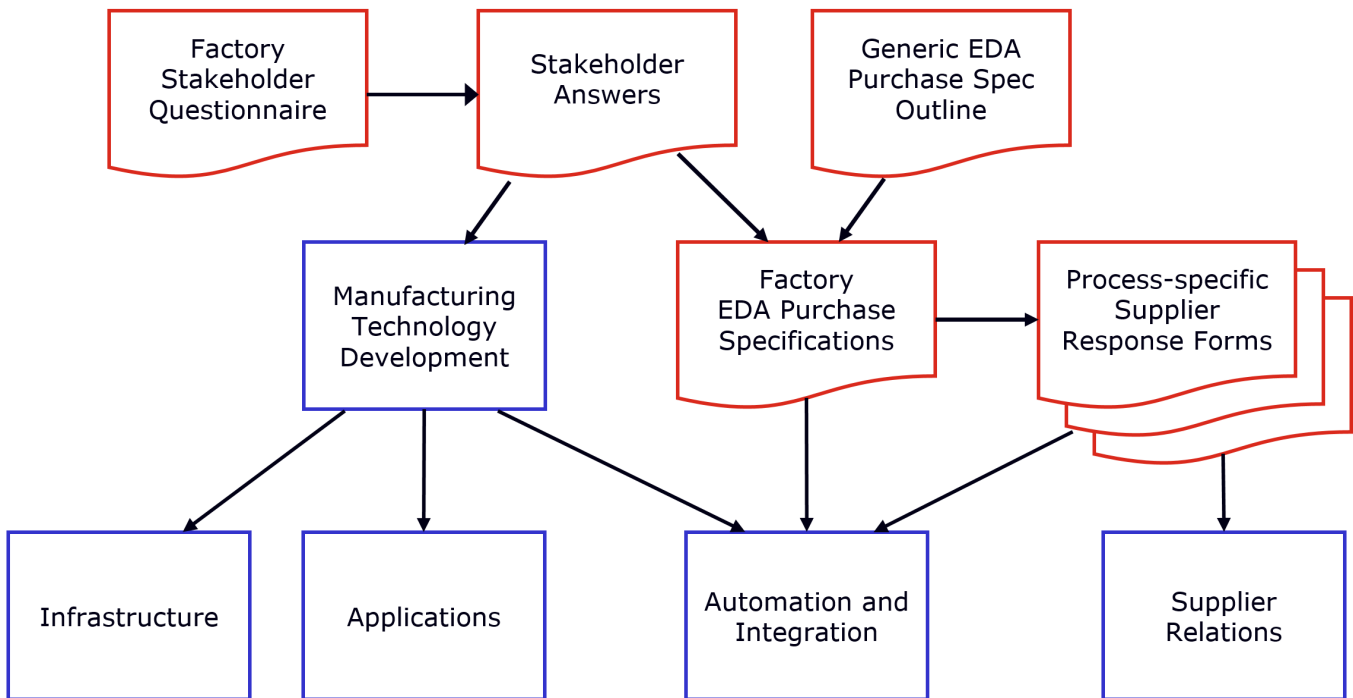 Factory
Stakeholder
Questionnaire
Stakeholder
Answers
Generic EDA
Purchase Spec
Outline
Manufacturing
Technology
Development
Factory
EDA Purchase
Specifications
Process-specific
Supplier
Response Forms
Infrastructure
Applications
Automation and
Integration
Supplier
Relations